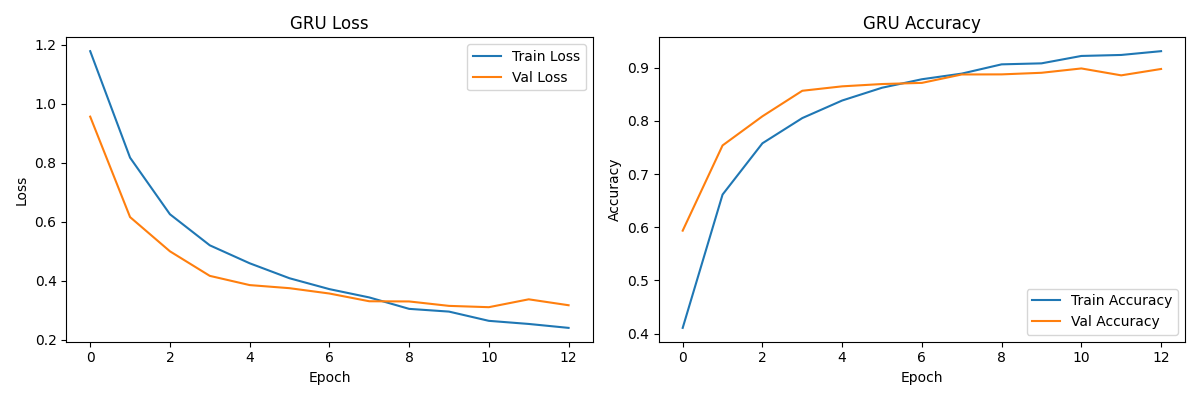 GRU Loss
1.2
1.0
0.8
0.6
0.4
0.2
Loss
Train Loss
Val Loss
0 2 4 6 8 10 12
Epoch
GRU Accuracy
0.9
0.8
0.7
0.6
0.5
0.4
Accuracy
Train Accuracy
Val Accuracy
0 2 4 6 8 10 12
Epoch